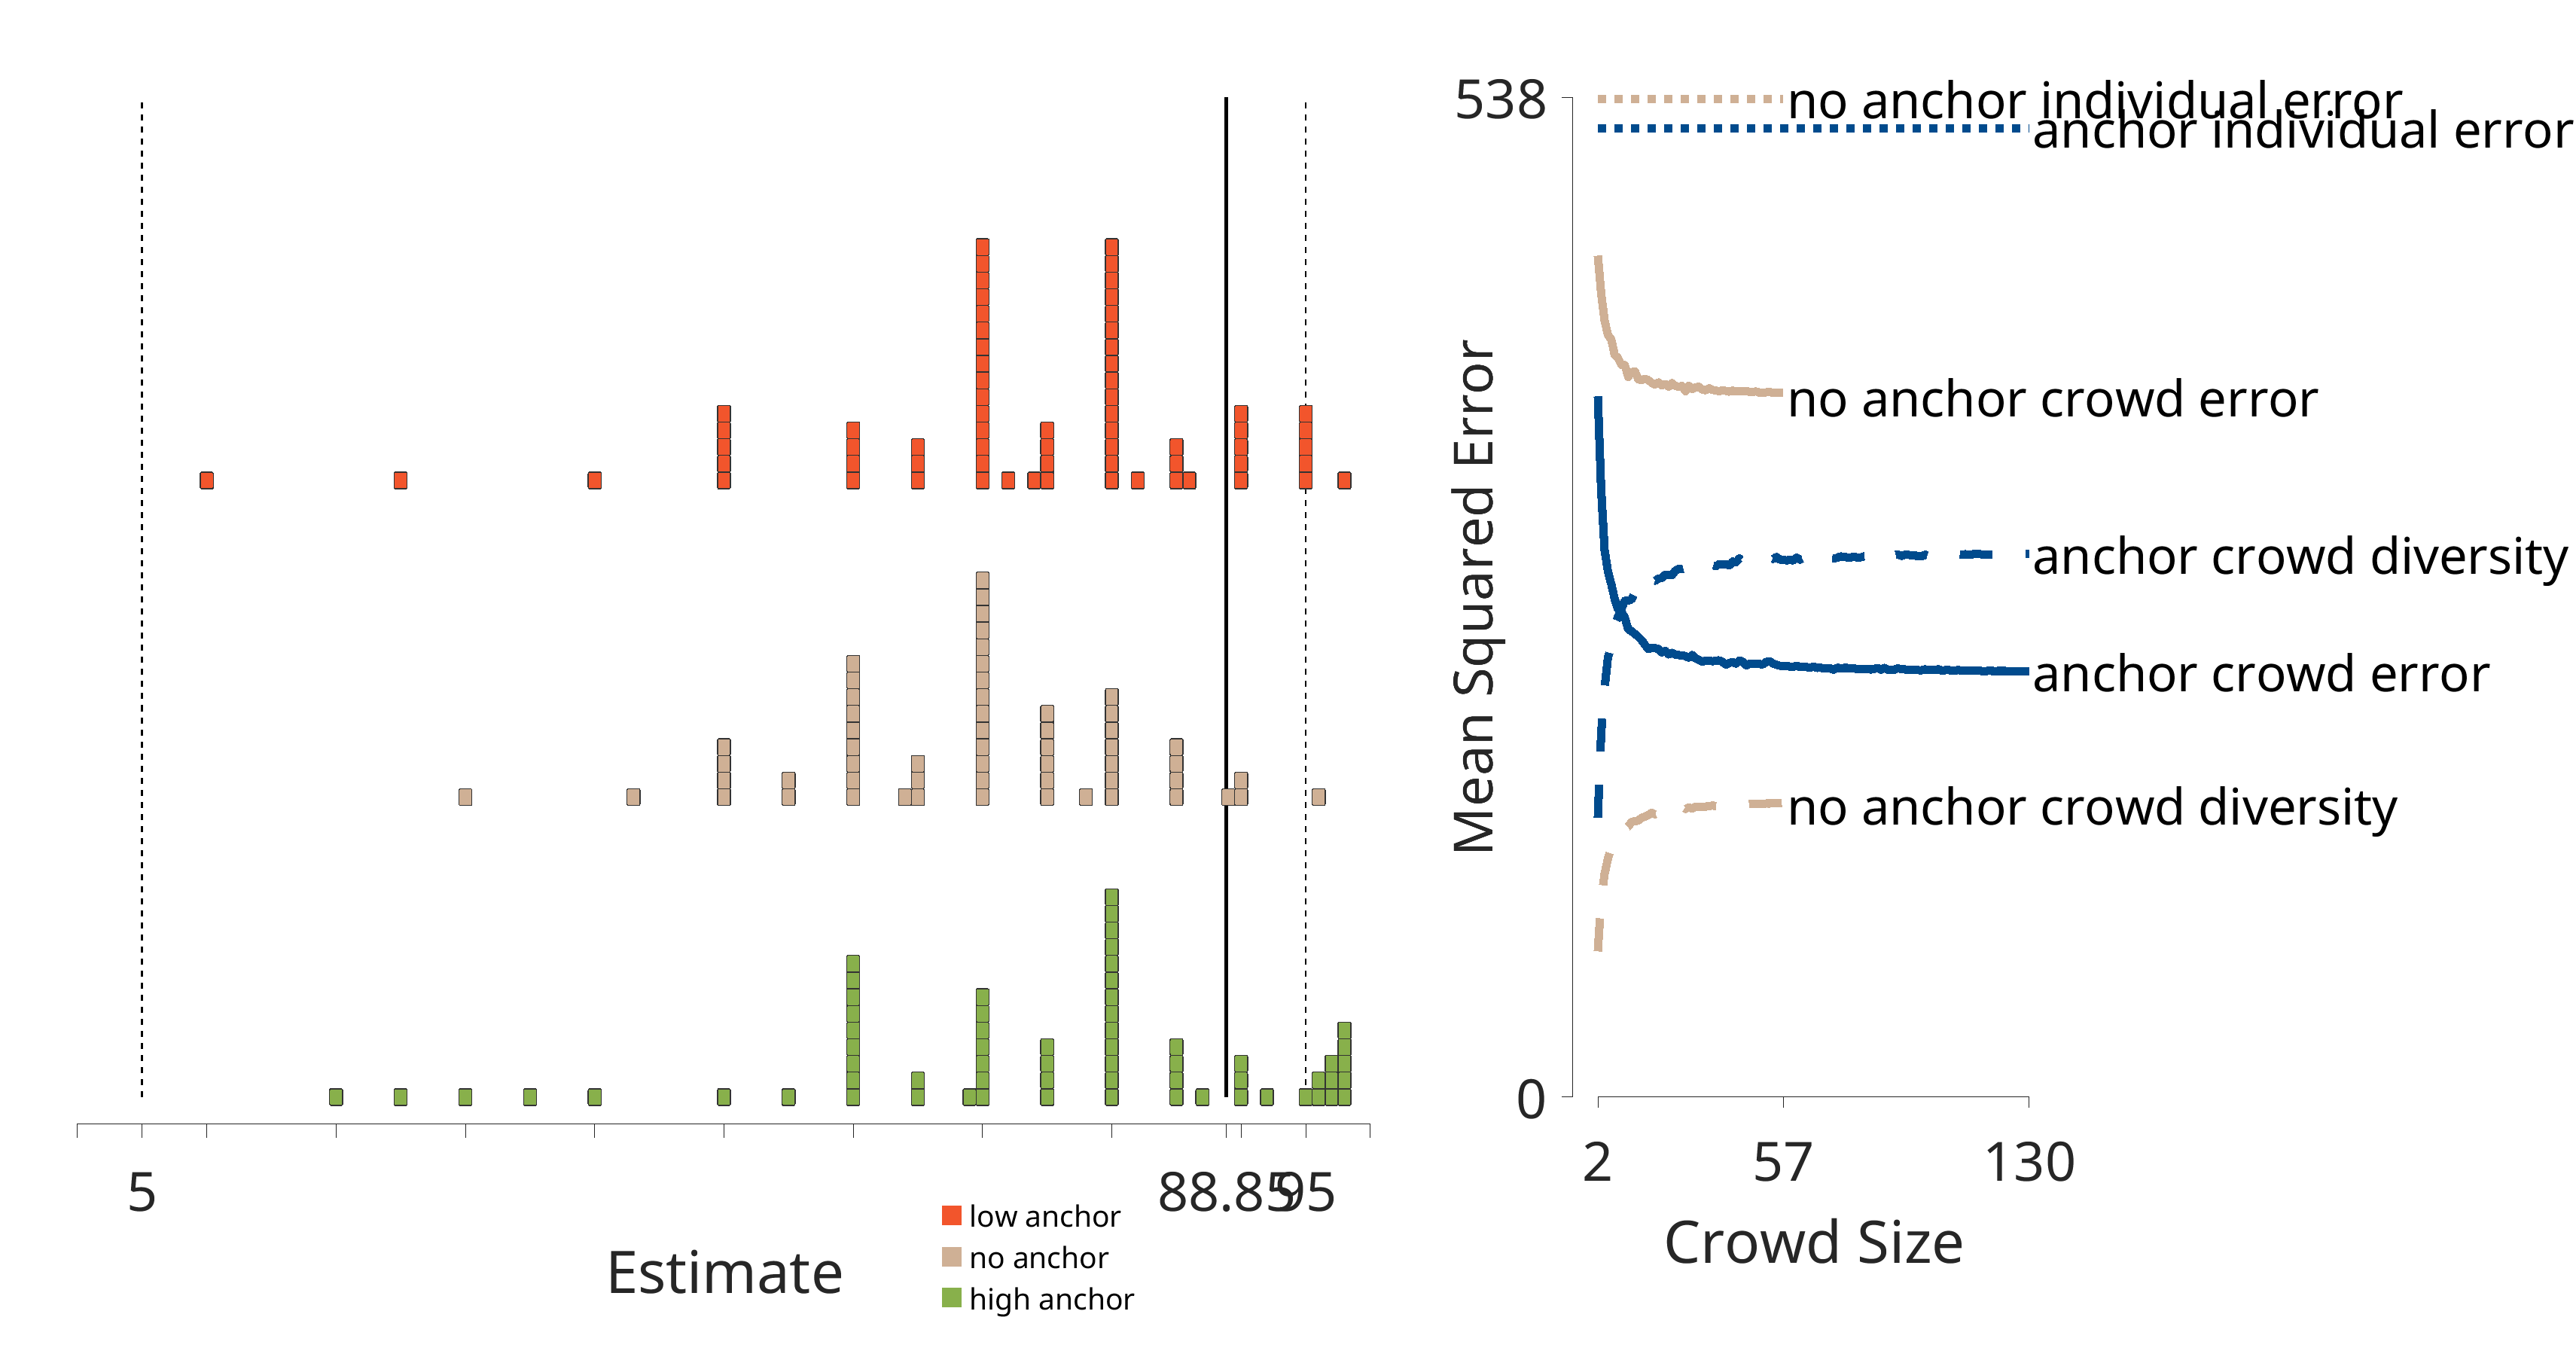 538
no anchor individual error
anchor individual error
no anchor crowd error
anchor crowd diversity
anchor crowd error
no anchor crowd diversity
Mean Squared Error
0
2 57 130
Crowd Size
5 88.85 95
Estimate
low anchor
no anchor
high anchor